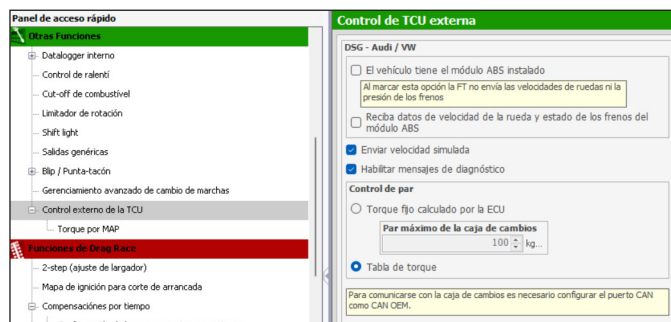 Panel de acceso rápido
Otras Funciones
Datalogger interno
Control de ralentí
Cut-off de combustível
Limitador de rotación
Shift light
Salidas genéricas
Blip / Punta-tacón
Gerenciamiento avanzado de cambio de marchas
Control externo de la TCU
Torque por MAP
Funciones de Drag Race
2-step (ajuste de largador)
Mapa de ignición para corte de arrancada
Compensaciónes por tiempo
Control de TCU externa
DSG - Audi / VW
El vehículo tiene el módulo ABS instalado
Al marcar esta opción la FT no envía las velocidades de ruedas ni la
presión de los frenos
Reciba datos de velocidad de la rueda y estado de los frenos del
módulo ABS
Enviar velocidad simulada
Habilitar mensajes de diagnóstico
Control de par
Torque fijo calculado por la ECU
Par máximo de la caja de cambios
100 kg...
Tabla de torque
Para comunicarse con la caja de cambios es necesario configurar el puerto CAN
como CAN OEM.